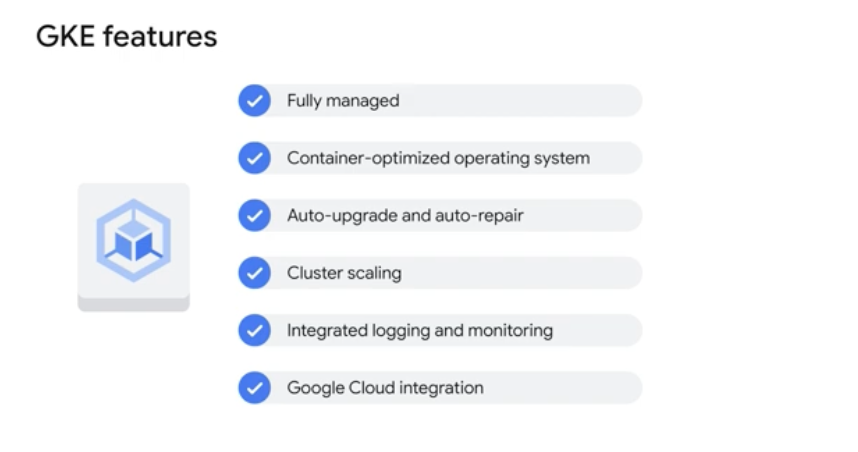 GKE features
Fully managed
Container-optimized operating system
Auto-upgrade and auto-repair
Cluster scaling
Integrated logging and monitoring
Google Cloud integration